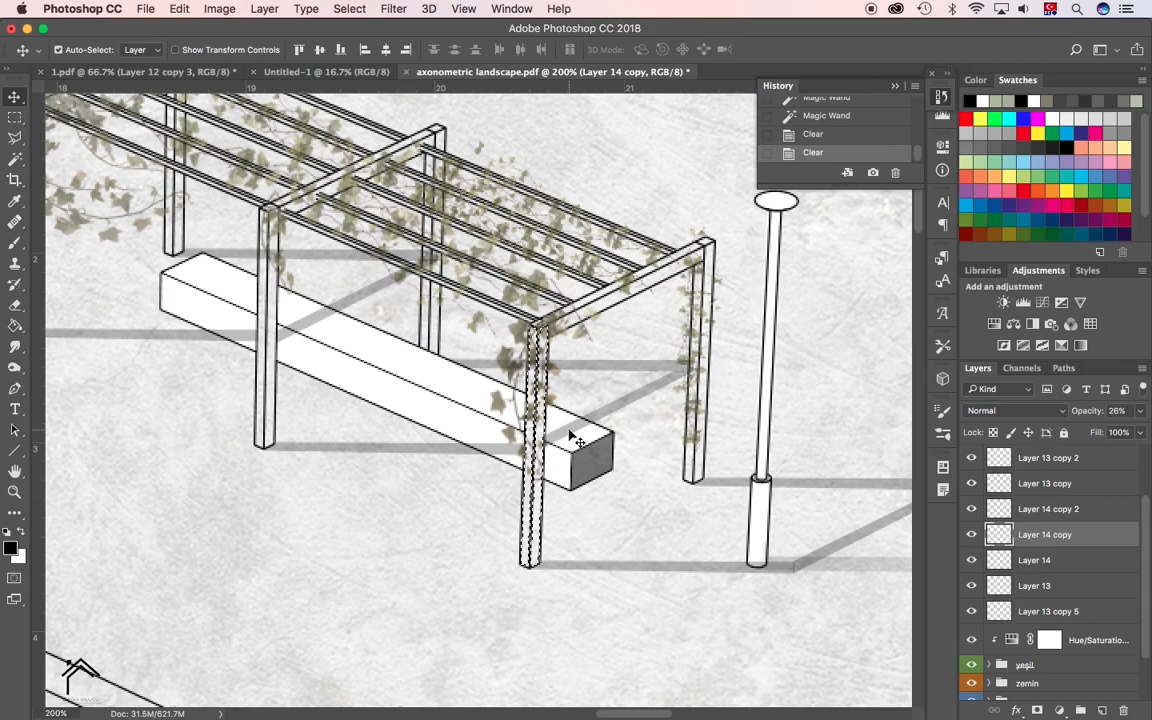 Photoshop CC File Edit Image Layer Type Select Filter 3D View Window Help
Adobe Photoshop CC 2018
Auto-Select: Layer Show Transform Controls 3D Mode:
1.pdf @ 66.7% (Layer 12 copy 3, RGB/8) * Untitled-1 @ 16.7% (RGB/8) axonometric landscape.pdf @ 200% (Layer 14 copy, RGB/8) *
18 19 20 21
History
Magic Wand
Magic Wand
Clear
Clear
Color Swatches
Libraries Adjustments Styles
Add an adjustment
Layers Channels Paths
Kind
Normal Opacity: 26%
Lock: Fill: 100%
Layer 13 copy 2
Layer 13 copy
Layer 14 copy 2
Layer 14 copy
Layer 14
Layer 13
Layer 13 copy 5
Hue/Saturatio...
yeşil
zemin
2
3
4
200% Doc: 31.5M/621.7M